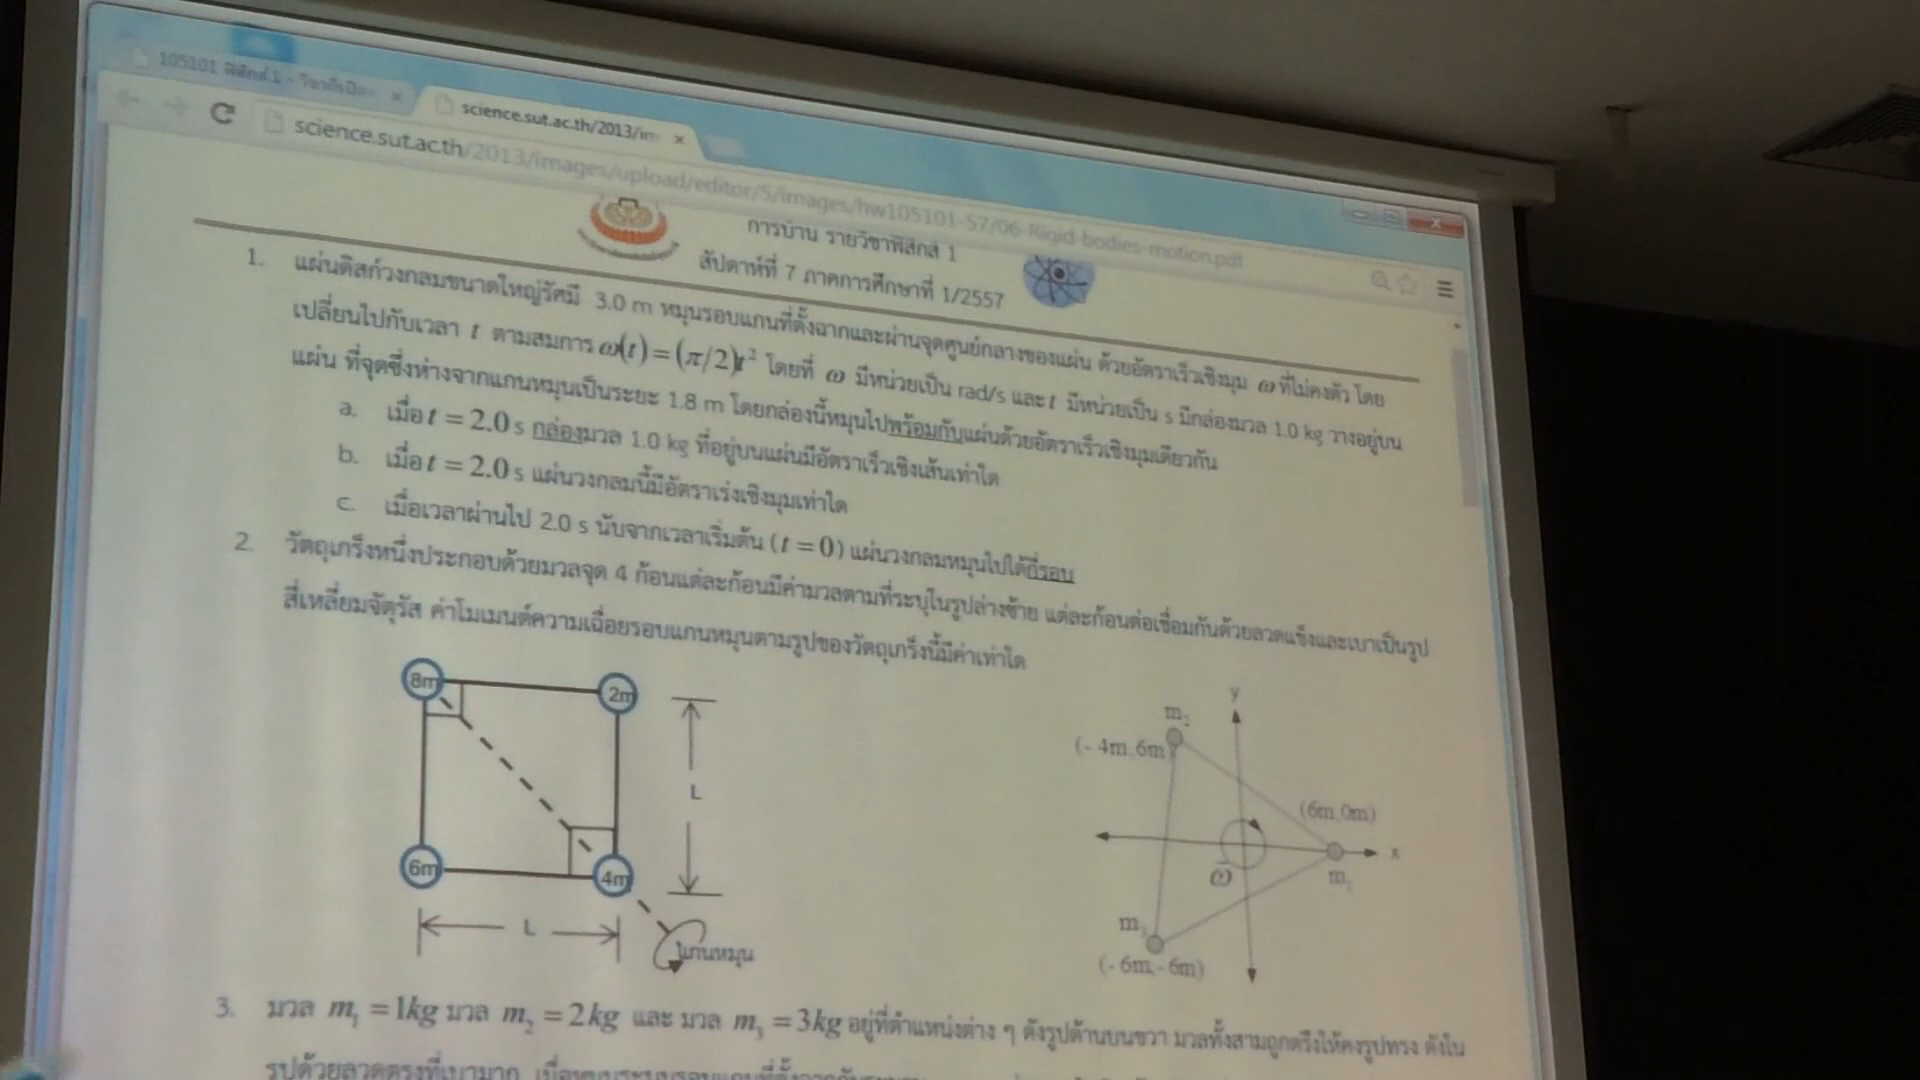 105101 ฟิสิกส์ 1 -
science.sut.ac.th/2013/im
science.sut.ac.th/2013/images/upload/editor/5/images/hw105101-57/06-Rigid-bodies-motion.pdf
การบ้าน รายวิชาฟิสิกส์ 1
สัปดาห์ที่ 7 ภาคการศึกษาที่ 1/2557
1. แผ่นดิสก์วงกลมขนาดใหญ่รัศมี 3.0 m หมุนรอบแกนที่ตั้งฉากและผ่านจุดศูนย์กลางของแผ่น ด้วยอัตราเร็วเชิงมุม ω ที่ไม่คงตัว โดย
เปลี่ยนไปกับเวลา t ตามสมการ ω(t) = (π/2)t² โดยที่ ω มีหน่วยเป็น rad/s และ t มีหน่วยเป็น s มีกล่องมวล 1.0 kg วางอยู่บน
แผ่น ที่จุดซึ่งห่างจากแกนหมุนเป็นระยะ 1.8 m โดยกล่องนี้หมุนไปพร้อมกับแผ่นด้วยอัตราเร็วเชิงมุมเดียวกัน
a. เมื่อ t = 2.0 s กล่องมวล 1.0 kg ที่อยู่บนแผ่นมีอัตราเร็วเชิงเส้นเท่าใด
b. เมื่อ t = 2.0 s แผ่นวงกลมนี้มีอัตราเร่งเชิงมุมเท่าใด
c. เมื่อเวลาผ่านไป 2.0 s นับจากเวลาเริ่มต้น (t = 0) แผ่นวงกลมหมุนไปได้กี่รอบ
2. วัตถุเกร็งหนึ่งประกอบด้วยมวลจุด 4 ก้อนแต่ละก้อนมีค่ามวลตามที่ระบุในรูปล่างซ้าย แต่ละก้อนต่อเชื่อมกันด้วยลวดแข็งและเบาเป็นรูป
สี่เหลี่ยมจัตุรัส ค่าโมเมนต์ความเฉื่อยรอบแกนหมุนตามรูปของวัตถุเกร็งนี้มีค่าเท่าใด
8m
2m
L
6m
4m
L
แกนหมุน
y
m₂
(- 4m, 6m)
(6m, 0m)
x
ω
m₁
m₃
(- 6m, - 6m)
3. มวล m₁ = 1kg มวล m₂ = 2kg และ มวล m₃ = 3kg อยู่ที่ตำแหน่งต่าง ๆ ดังรูปด้านบนขวา มวลทั้งสามถูกตรึงให้คงรูปทรง ดังใน
รูปด้วยลวดตรงที่เบามาก